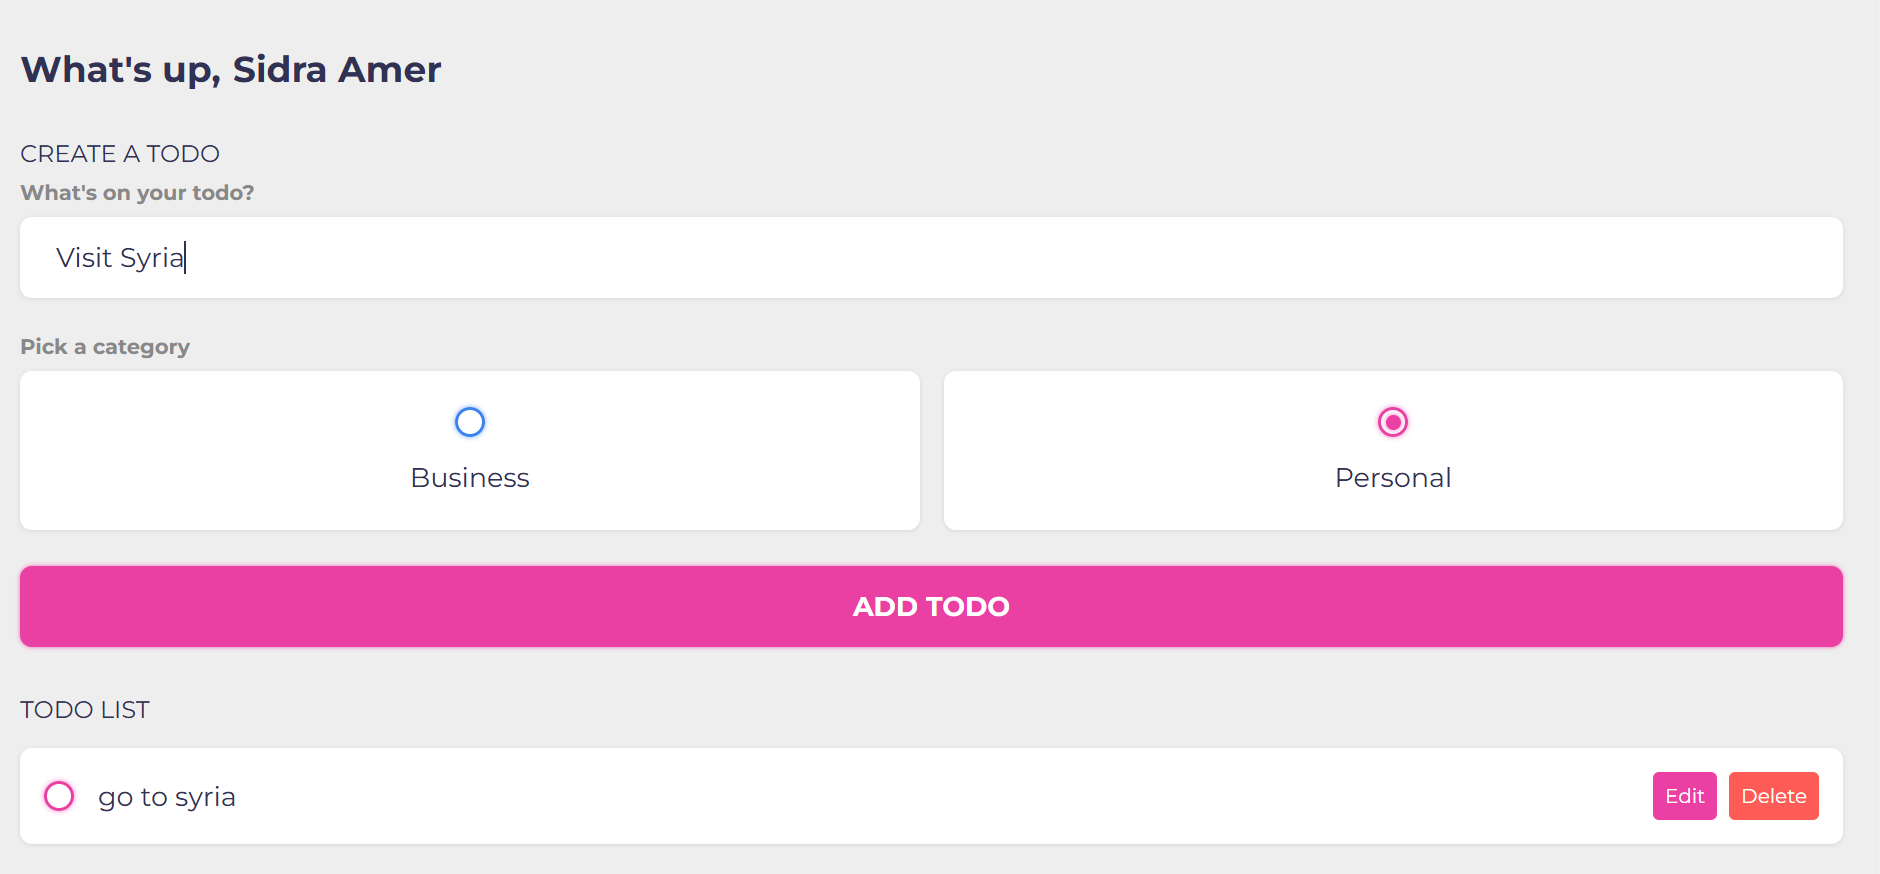 What's up, Sidra Amer
CREATE A TODO
What's on your todo?
Visit Syria
Pick a category
Business
Personal
ADD TODO
TODO LIST
go to syria
Edit
Delete